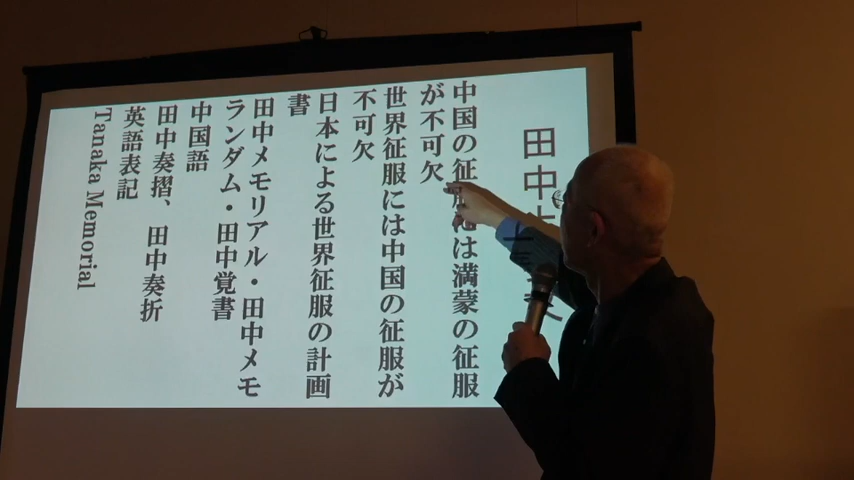 田中
中国の征服には満蒙の征服
が不可欠
世界征服には中国の征服が
不可欠
日本による世界征服の計画
書
田中メモリアル・田中メモ
ランダム・田中覚書
中国語
田中奏摺、田中奏折
英語表記
Tanaka Memorial